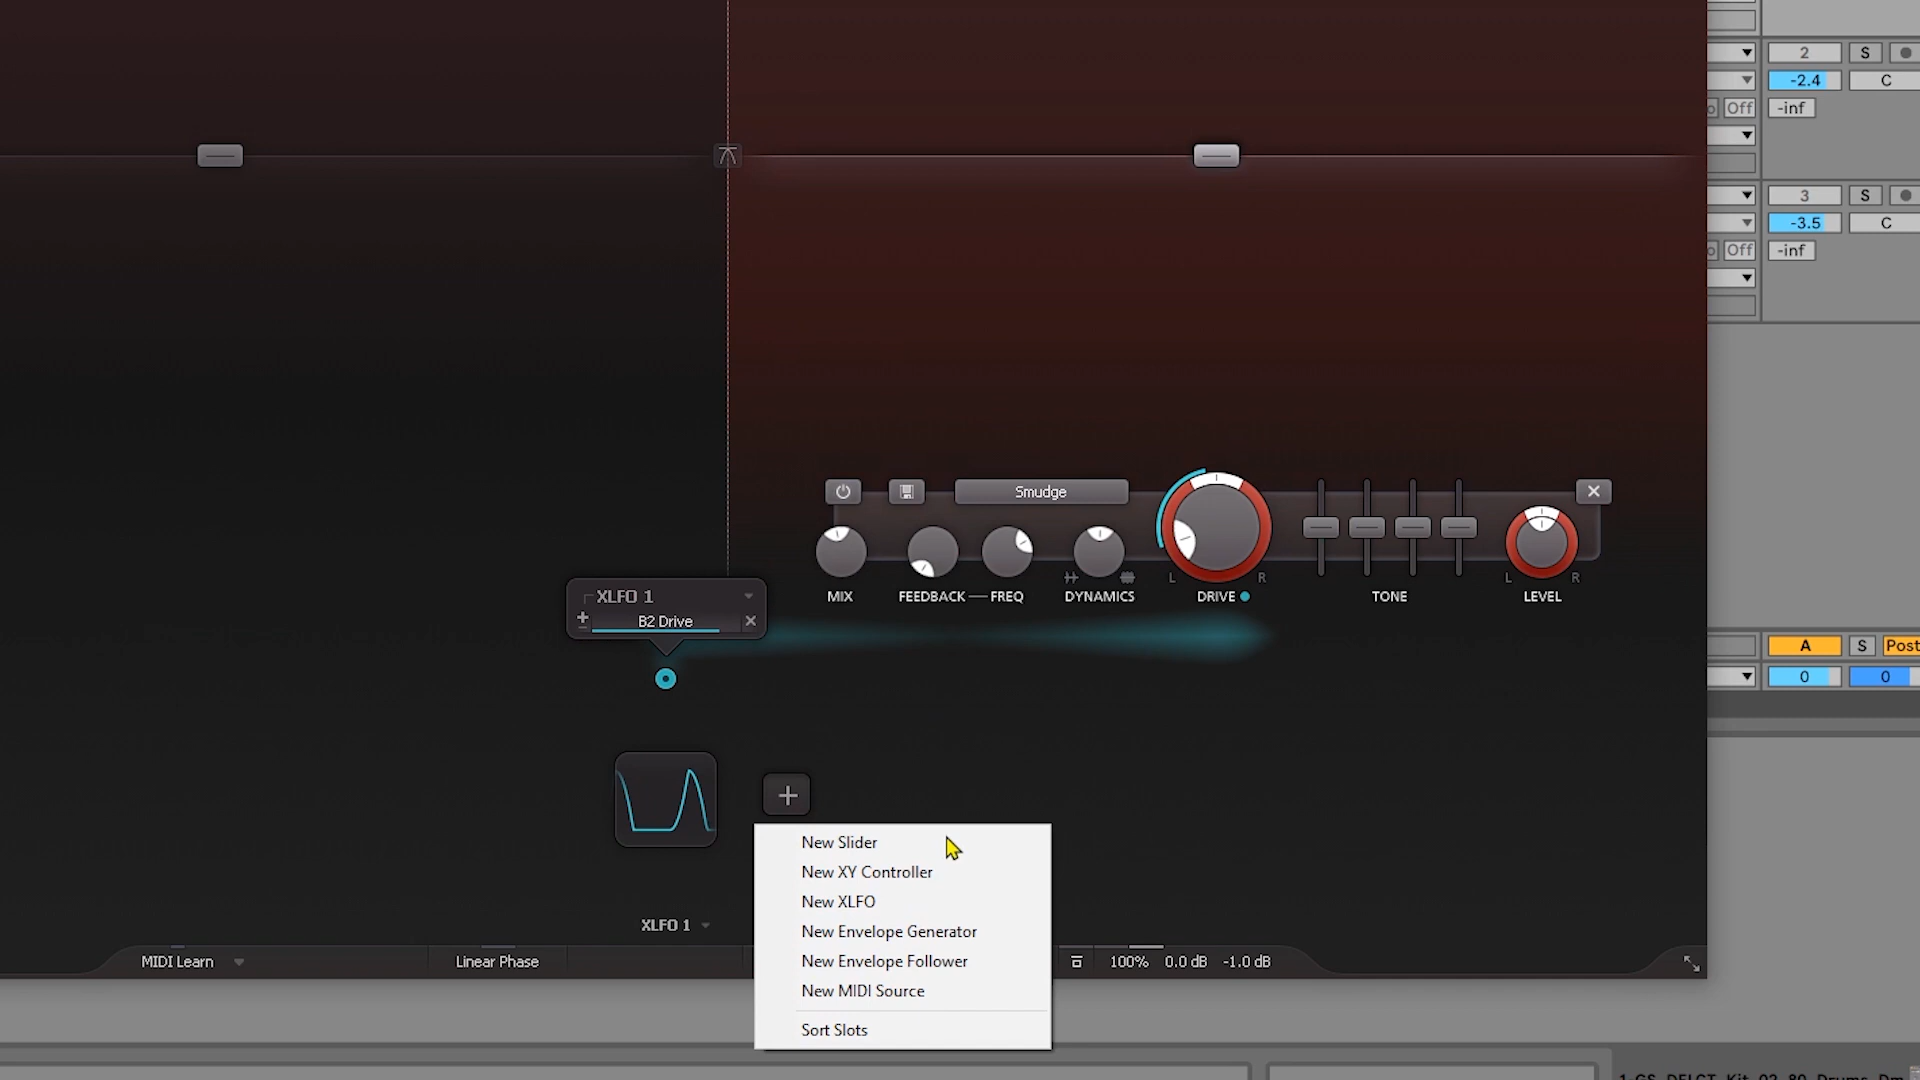 2
S
-2.4
C
Off
-inf
3
S
-3.5
C
Off
-inf
Smudge
L
R
L
R
MIX
FEEDBACK
FREQ
DYNAMICS
DRIVE
TONE
LEVEL
XLFO 1
B2 Drive
A
S
Post
0
0
New Slider
New XY Controller
New XLFO
New Envelope Generator
New Envelope Follower
New MIDI Source
Sort Slots
XLFO 1
MIDI Learn
Linear Phase
100%
0.0 dB
-1.0 dB